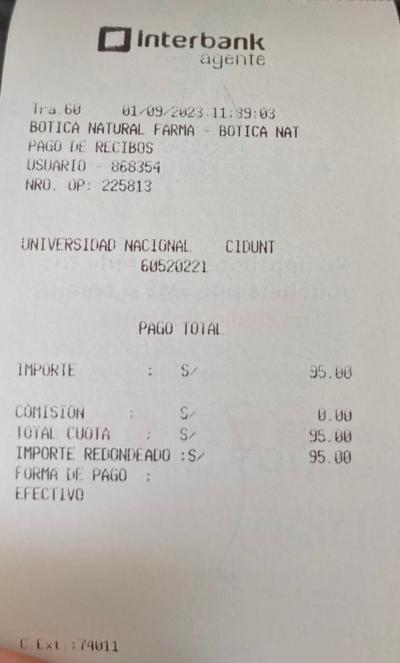 interbank
agente
Tra.60 01/09/2023 11:39:03
BOTICA NATURAL FARMA - BOTICA NAT
PAGO DE RECIBOS
USUARIO - 868354
NRO. OP: 225813
UNIVERSIDAD NACIONAL CIDUNT
60520221
PAGO TOTAL
IMPORTE : S/ 95.00
COMISION : S/ 0.00
TOTAL CUOTA : S/ 95.00
IMPORTE REDONDEADO :S/ 95.00
FORMA DE PAGO :
EFECTIVO
C.Ext.:74011